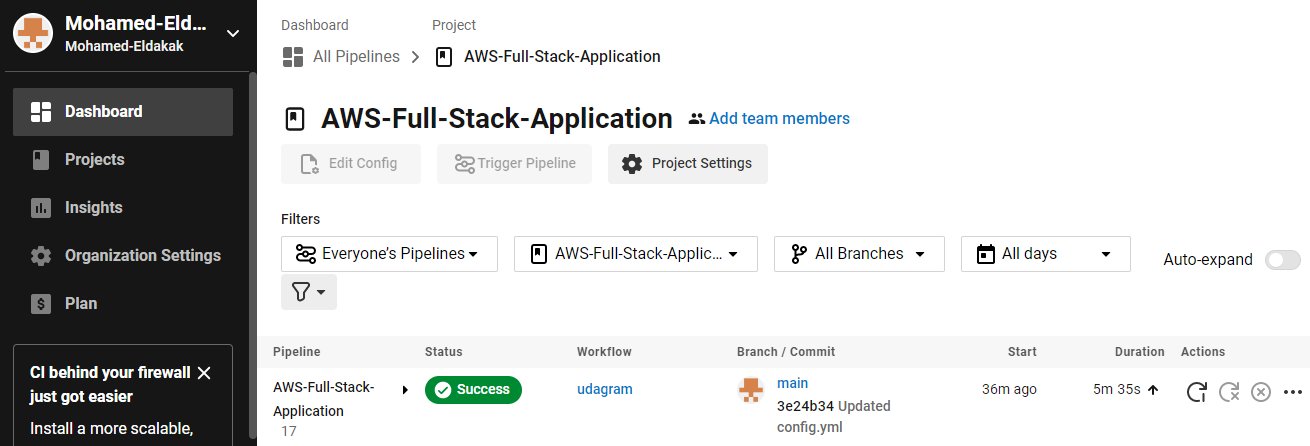 Mohamed-Eld...
Mohamed-Eldakak
Dashboard
Projects
Insights
Organization Settings
Plan
CI behind your firewall
just got easier
Install a more scalable,
Dashboard Project
All Pipelines AWS-Full-Stack-Application
AWS-Full-Stack-Application Add team members
Edit Config Trigger Pipeline Project Settings
Filters
Everyone’s Pipelines AWS-Full-Stack-Applic... All Branches All days Auto-expand
Pipeline Status Workflow Branch / Commit Start Duration Actions
AWS-Full-Stack- Success udagram main 36m ago 5m 35s
Application 3e24b34 Updated
17 config.yml